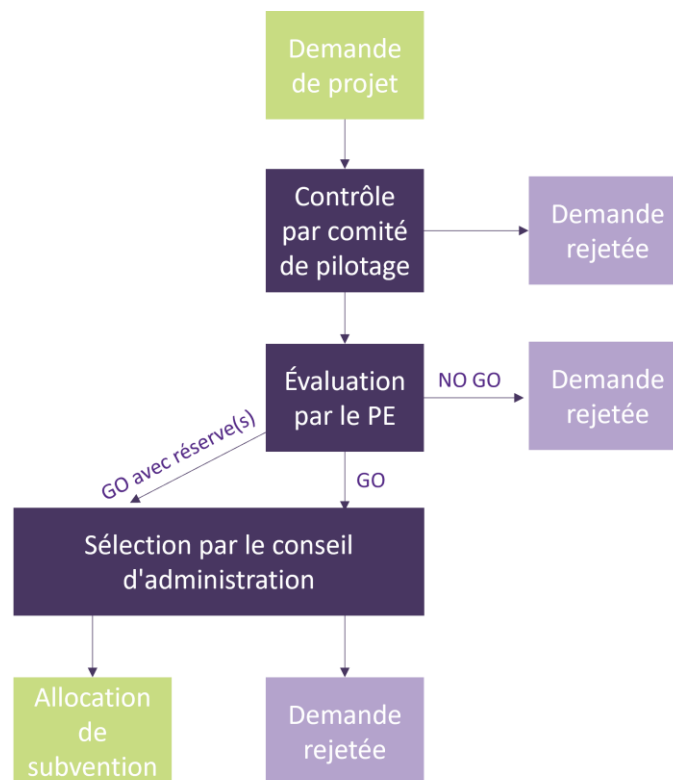 Demande
de projet
Contrôle
par comité
de pilotage
Demande
rejetée
Évaluation
par le PE
NO GO
Demande
rejetée
GO avec réserve(s)
GO
Sélection par le conseil
d'administration
Allocation
de
subvention
Demande
rejetée